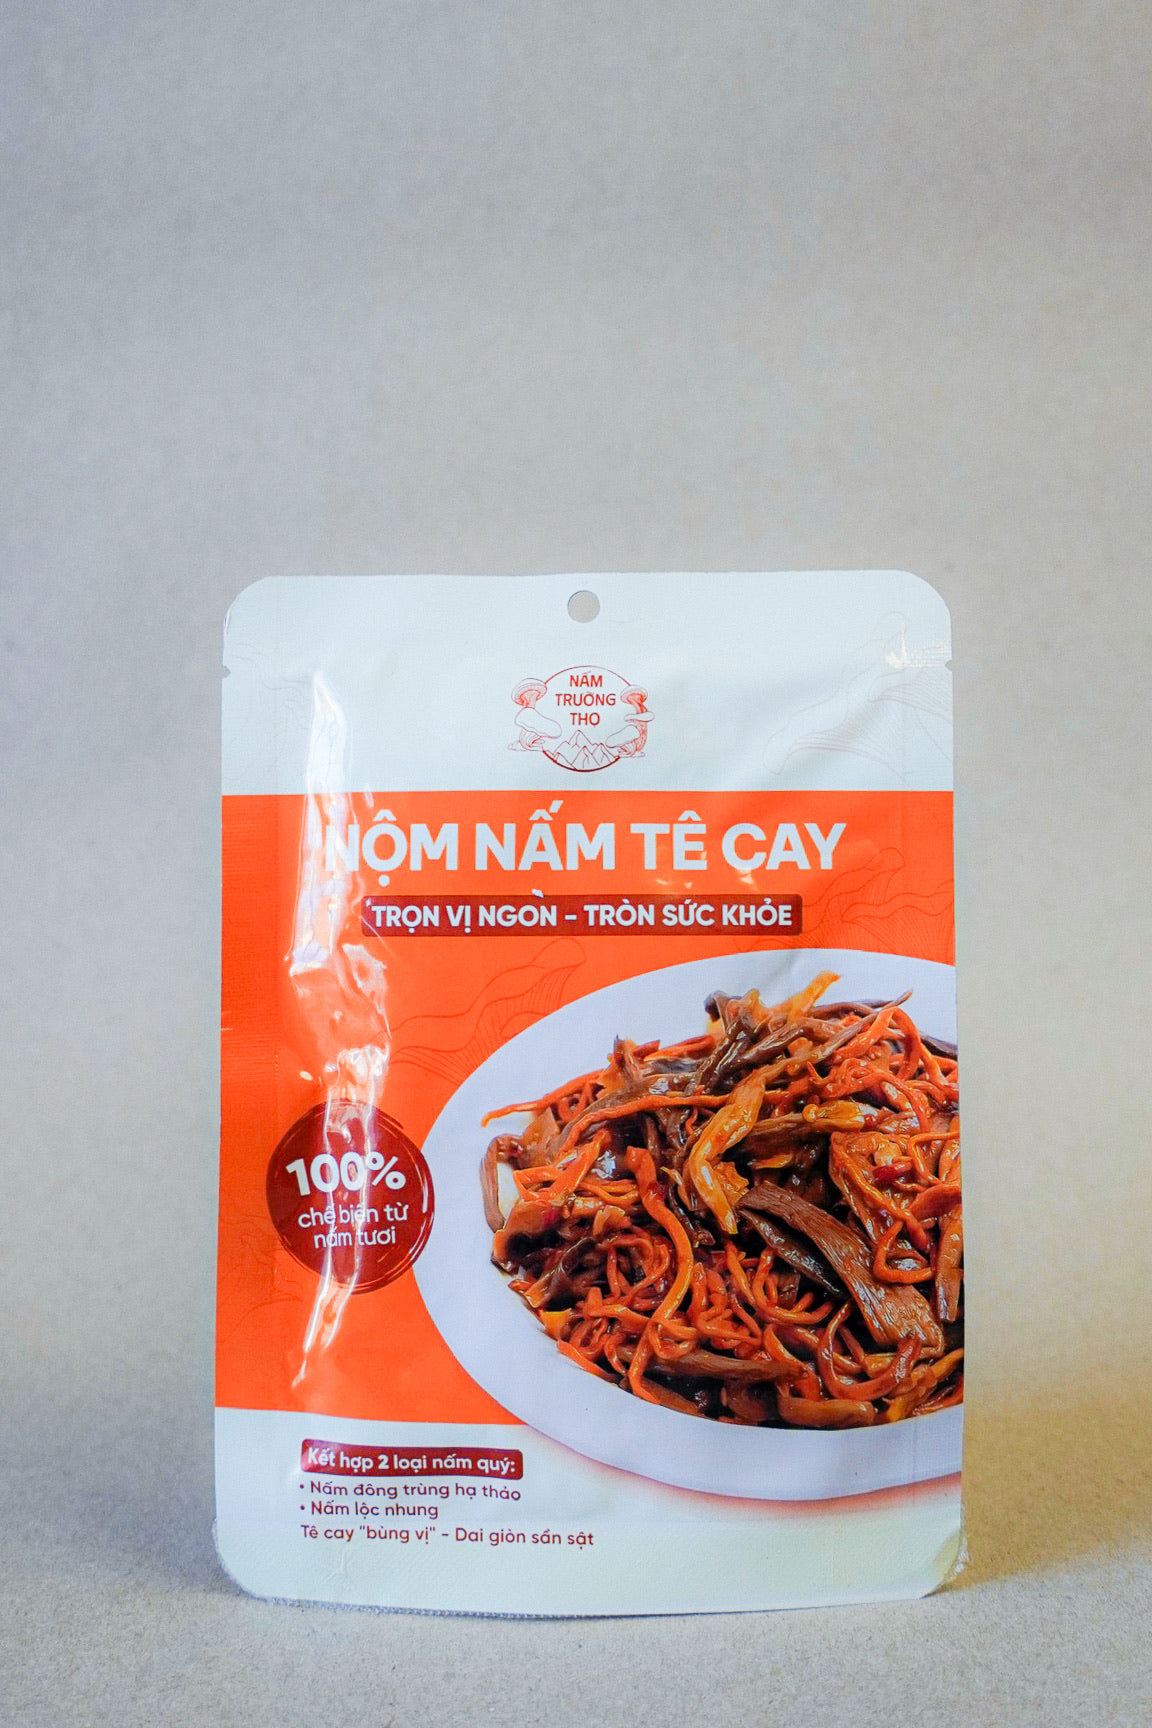 NẤM
TRƯỜNG
THỌ
NỘM NẤM TÊ CAY
TRỌN VỊ NGON - TRÒN SỨC KHỎE
100%
chế biến từ
nấm tươi
Kết hợp 2 loại nấm quý:
• Nấm đông trùng hạ thảo
• Nấm lộc nhung
Tê cay "bùng vị" - Dai giòn sần sật